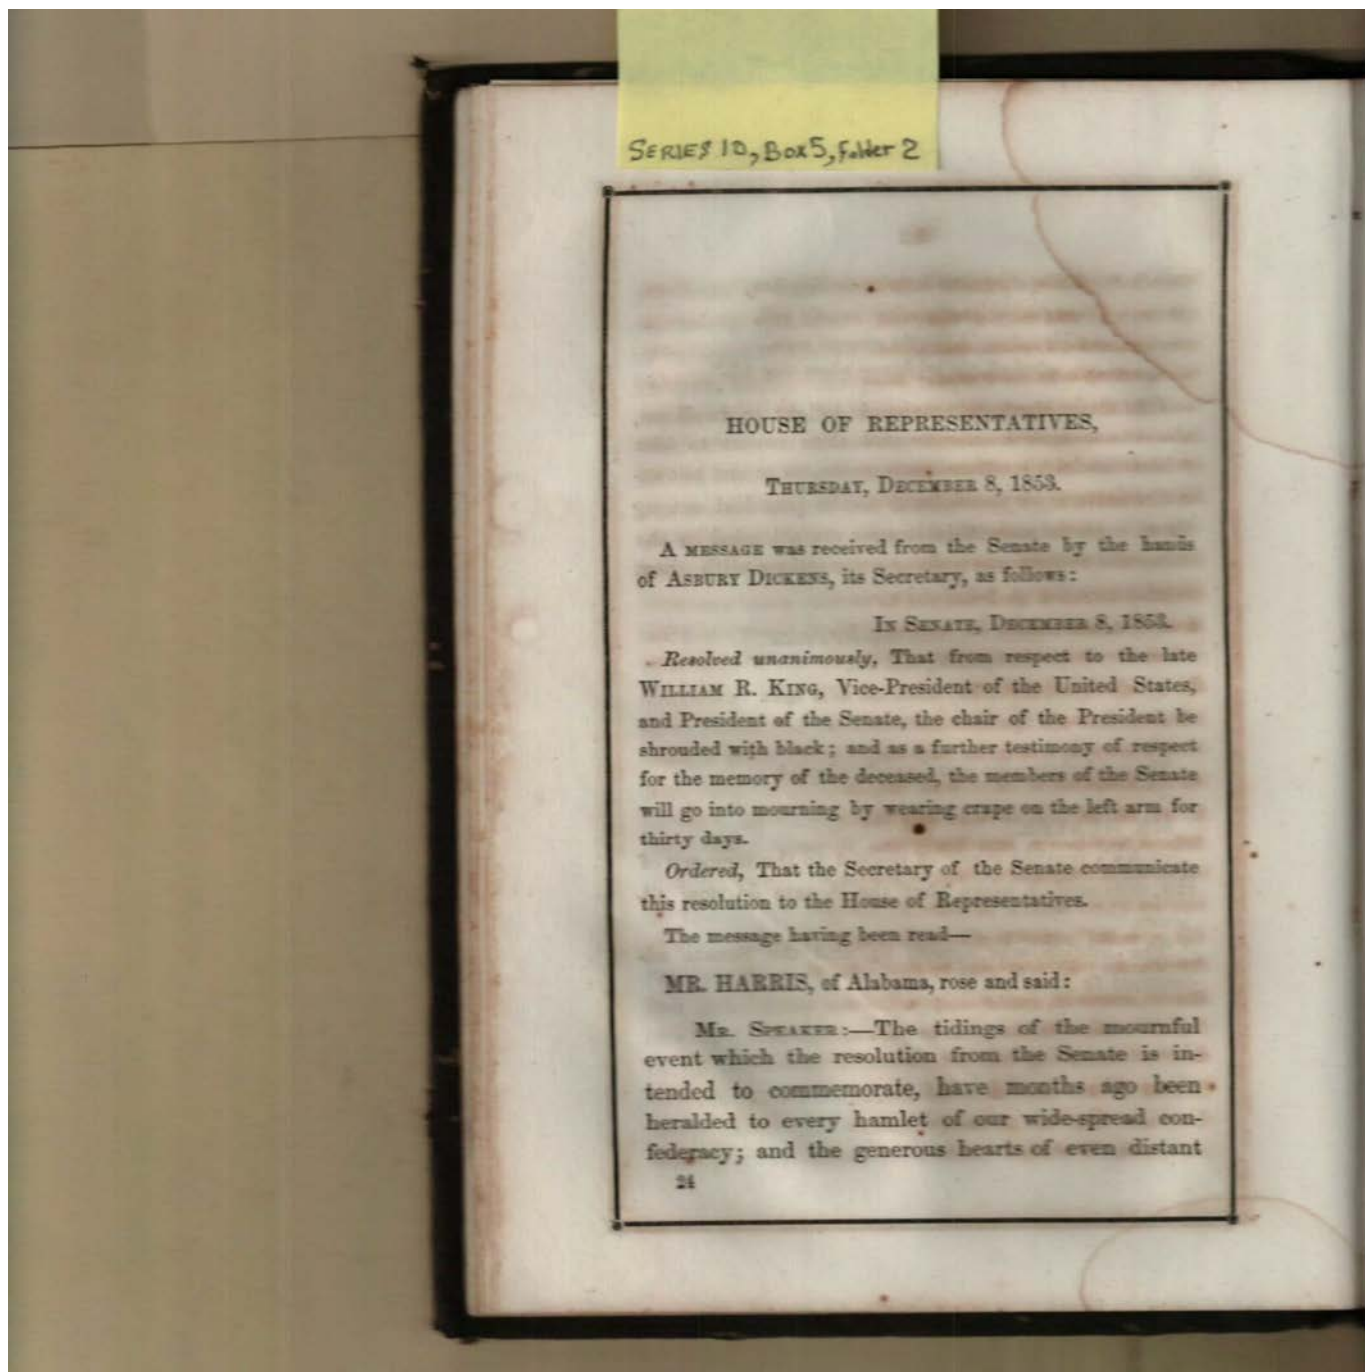 SERIES 10, Box 5, Folder 2
HOUSE OF REPRESENTATIVES,
THURSDAY, DECEMBER 8, 1853.
A MESSAGE was received from the Senate by the hands
of ASBURY DICKENS, its Secretary, as follows:
IN SENATE, DECEMBER 8, 1853.
Resolved unanimously, That from respect to the late
WILLIAM R. KING, Vice-President of the United States,
and President of the Senate, the chair of the President be
shrouded with black; and as a further testimony of respect
for the memory of the deceased, the members of the Senate
will go into mourning by wearing crape on the left arm for
thirty days.
Ordered, That the Secretary of the Senate communicate
this resolution to the House of Representatives.
The message having been read—
MR. HARRIS, of Alabama, rose and said:
MR. SPEAKER:—The tidings of the mournful
event which the resolution from the Senate is in-
tended to commemorate, have months ago been
heralded to every hamlet of our wide-spread con-
federacy; and the generous hearts of even distant
24